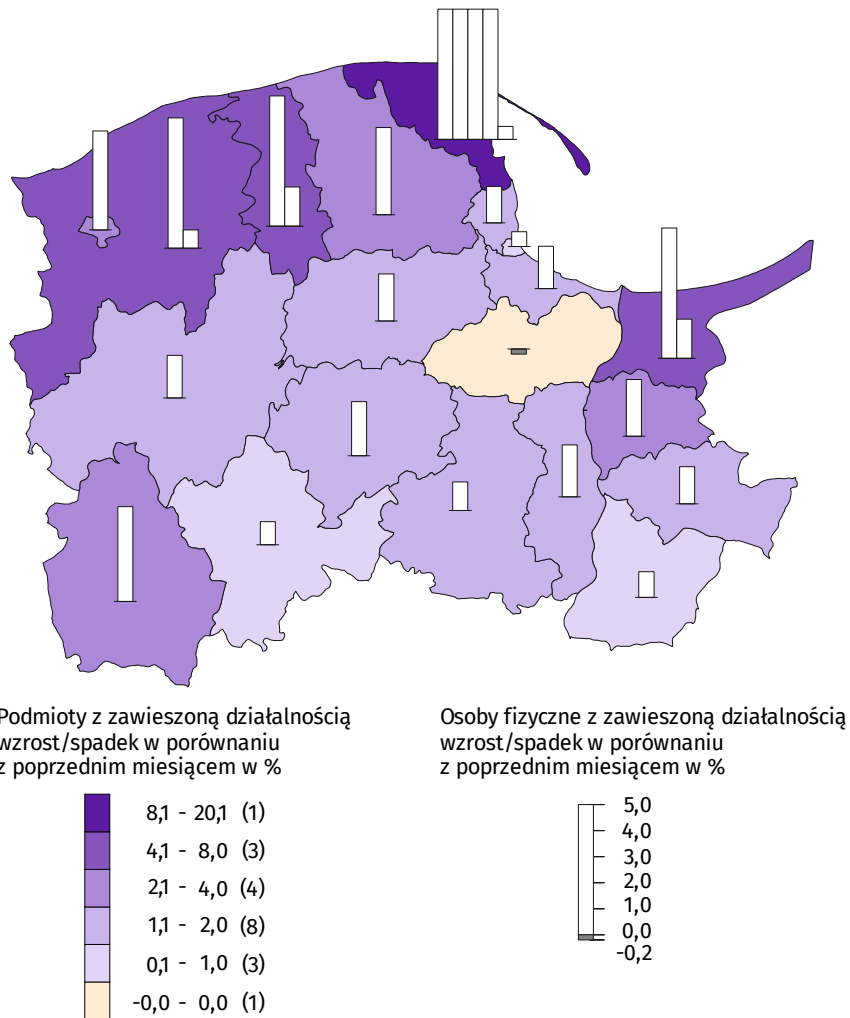 Podmioty z zawieszoną działalnością
wzrost/spadek w porównaniu
z poprzednim miesiącem w %
8,1 - 20,1 (1)
4,1 - 8,0 (3)
2,1 - 4,0 (4)
1,1 - 2,0 (8)
0,1 - 1,0 (3)
-0,0 - 0,0 (1)
Osoby fizyczne z zawieszoną działalnością
wzrost/spadek w porównaniu
z poprzednim miesiącem w %
5,0
4,0
3,0
2,0
1,0
0,0
-0,2